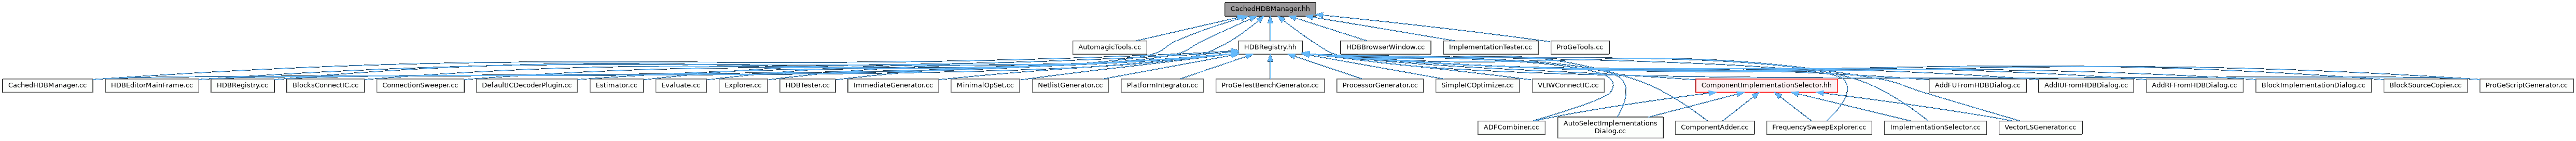 CachedHDBManager.hh
AutomagicTools.cc
HDBRegistry.hh
HDBBrowserWindow.cc
ImplementationTester.cc
ProGeTools.cc
CachedHDBManager.cc
HDBEditorMainFrame.cc
HDBRegistry.cc
BlocksConnectIC.cc
ConnectionSweeper.cc
DefaultICDecoderPlugin.cc
Estimator.cc
Evaluate.cc
Explorer.cc
HDBTester.cc
ImmediateGenerator.cc
MinimalOpSet.cc
NetlistGenerator.cc
PlatformIntegrator.cc
ProGeTestBenchGenerator.cc
ProcessorGenerator.cc
SimpleICOptimizer.cc
VLIWConnectIC.cc
ComponentImplementationSelector.hh
AddFUFromHDBDialog.cc
AddIUFromHDBDialog.cc
AddRFFromHDBDialog.cc
BlockImplementationDialog.cc
BlockSourceCopier.cc
ProGeScriptGenerator.cc
ADFCombiner.cc
AutoSelectImplementations
Dialog.cc
ComponentAdder.cc
FrequencySweepExplorer.cc
ImplementationSelector.cc
VectorLSGenerator.cc